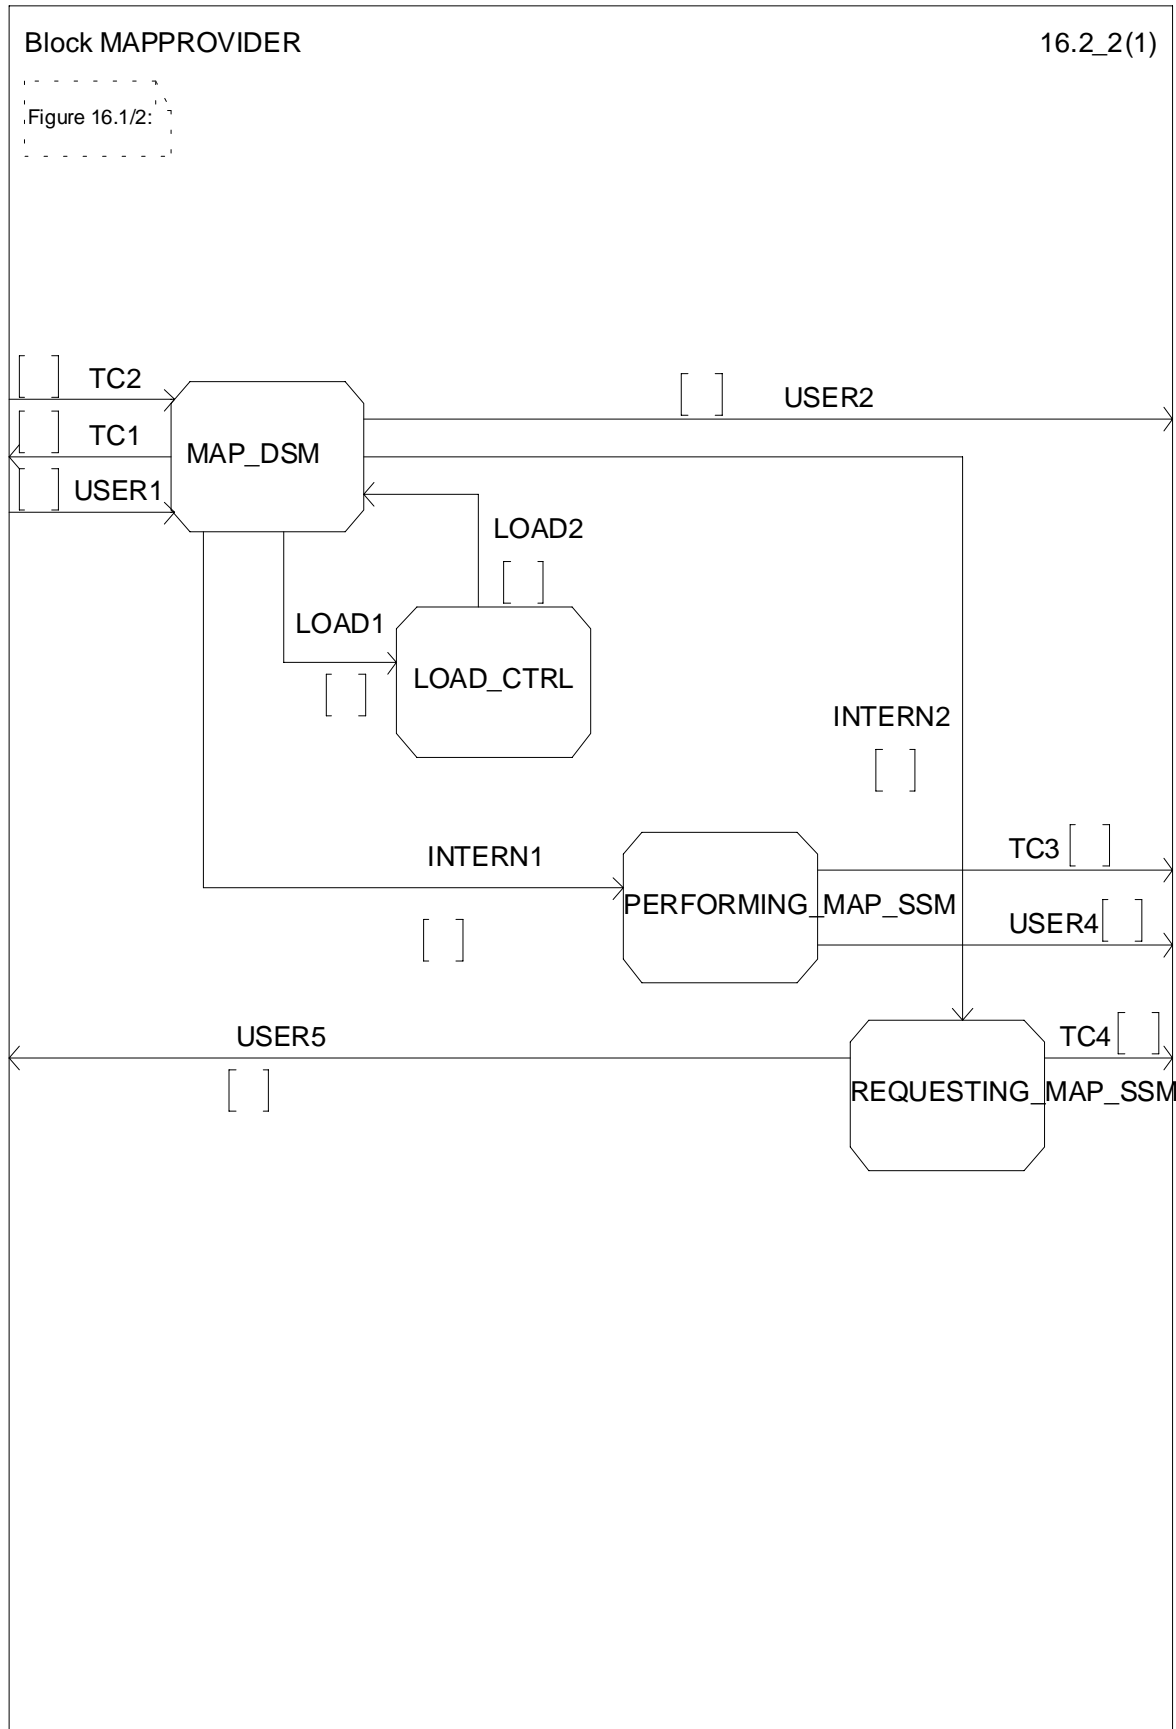 Block MAPPROVIDER
16.2_2(1)
Figure 16.1/2:
TC2
USER2
TC1
MAP_DSM
USER1
LOAD2
LOAD1
LOAD_CTRL
INTERN2
INTERN1
TC3
PERFORMING_MAP_SSM
USER4
USER5
TC4
REQUESTING_MAP_SSM